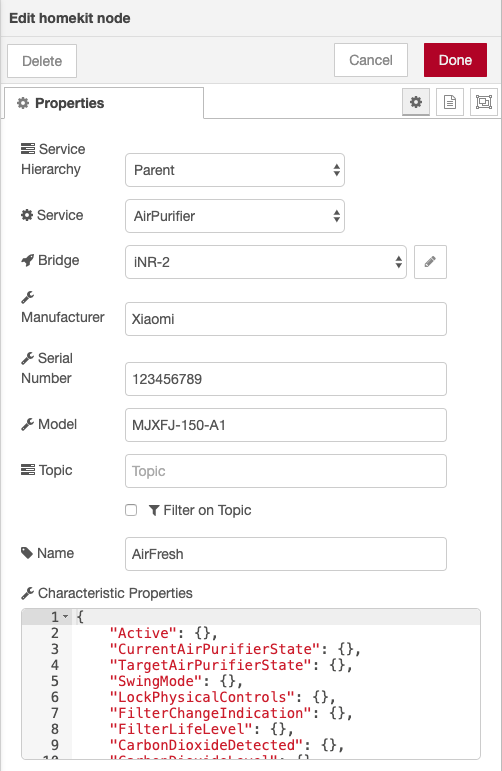 Edit homekit node
Delete
Cancel
Done
Properties
Service
Hierarchy
Parent
Service
AirPurifier
Bridge
iNR-2
Manufacturer
Xiaomi
Serial
Number
123456789
Model
MJXFJ-150-A1
Topic
Topic
Filter on Topic
Name
AirFresh
Characteristic Properties
1 {
2 "Active": {},
3 "CurrentAirPurifierState": {},
4 "TargetAirPurifierState": {},
5 "SwingMode": {},
6 "LockPhysicalControls": {},
7 "FilterChangeIndication": {},
8 "FilterLifeLevel": {},
9 "CarbonDioxideDetected": {},
10 "CarbonDioxideLevel": {},